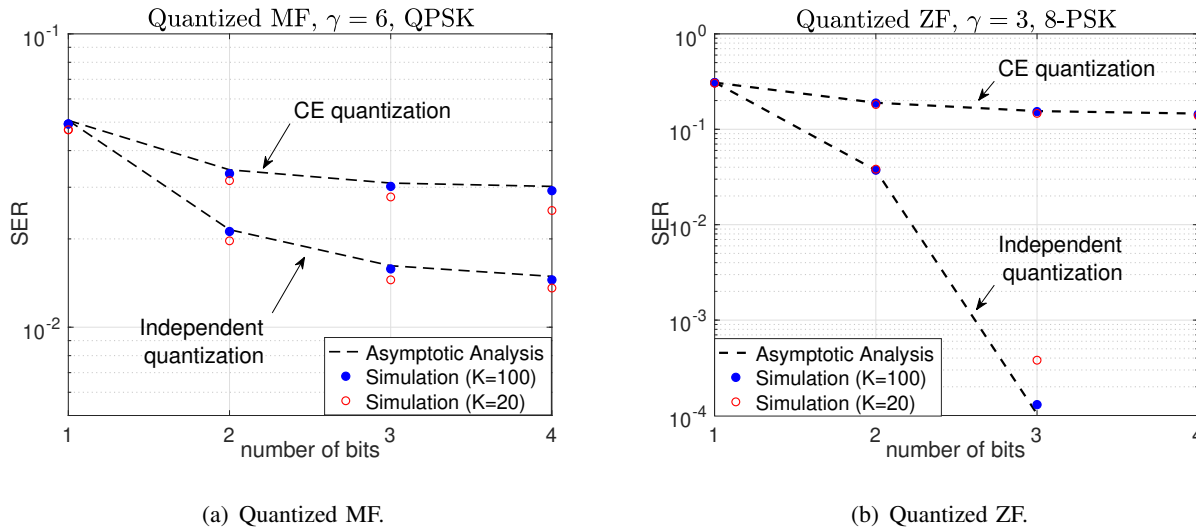 Quantized MF, γ = 6, QPSK
10^-1
10^-2
SER
CE quantization
Independent
quantization
Asymptotic Analysis
Simulation (K=100)
Simulation (K=20)
1
2
3
4
number of bits
(a) Quantized MF.
Quantized ZF, γ = 3, 8-PSK
10^0
10^-1
10^-2
10^-3
10^-4
SER
CE quantization
Independent
quantization
Asymptotic Analysis
Simulation (K=100)
Simulation (K=20)
1
2
3
4
number of bits
(b) Quantized ZF.